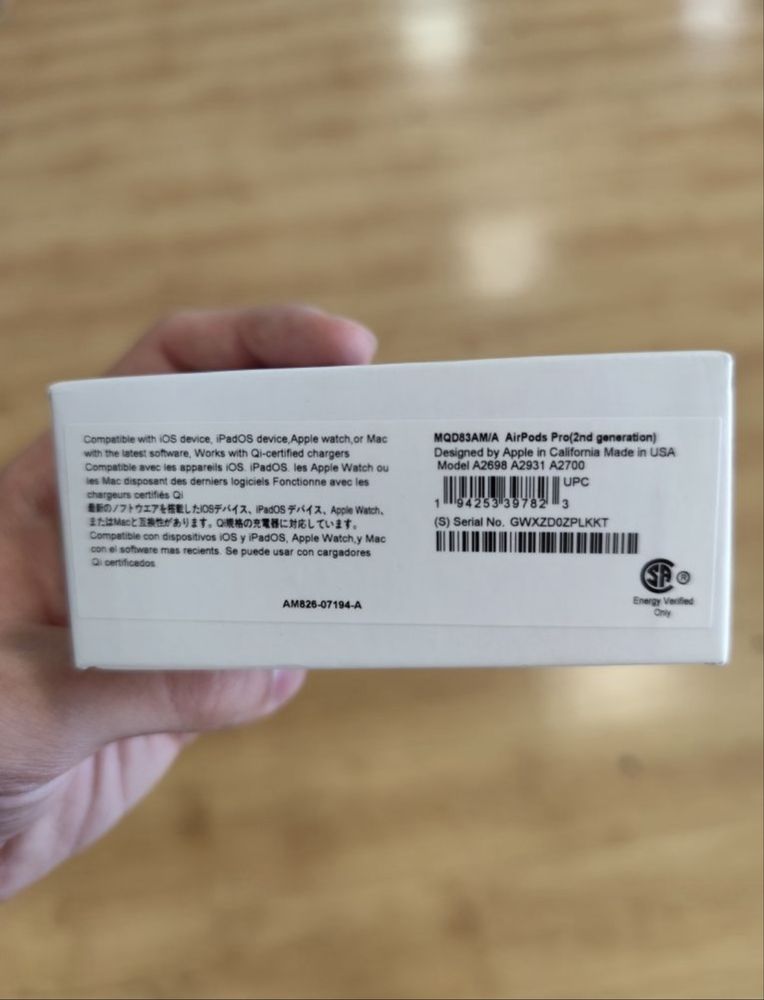 Compatible with iOS device, iPadOS device,Apple watch,or Mac
with the latest software, Works with Qi-certified chargers
Compatible avec les appareils iOS. iPadOS. les Apple Watch ou
les Mac disposant des derniers logiciels Fonctionne avec les
chargeurs certifiés Qi
最新のソフトウエアを搭載したIOSデバイス、iPadOS デバイス、Apple Watch、
またはMacと互換性があります。Qi規格の充電器に対応しています。
Compatible con dispositivos iOS y iPadOS, Apple Watch,y Mac
con el software mas recients. Se puede usar con cargadores
Qi certificados
AM826-07194-A
MQD83AM/A AirPods Pro(2nd generation)
Designed by Apple in California Made in USA
Model A2698 A2931 A2700
UPC
1 94253 39782 3
(S) Serial No. GWXZD0ZPLKKT
SA ®
Energy Verified
Only